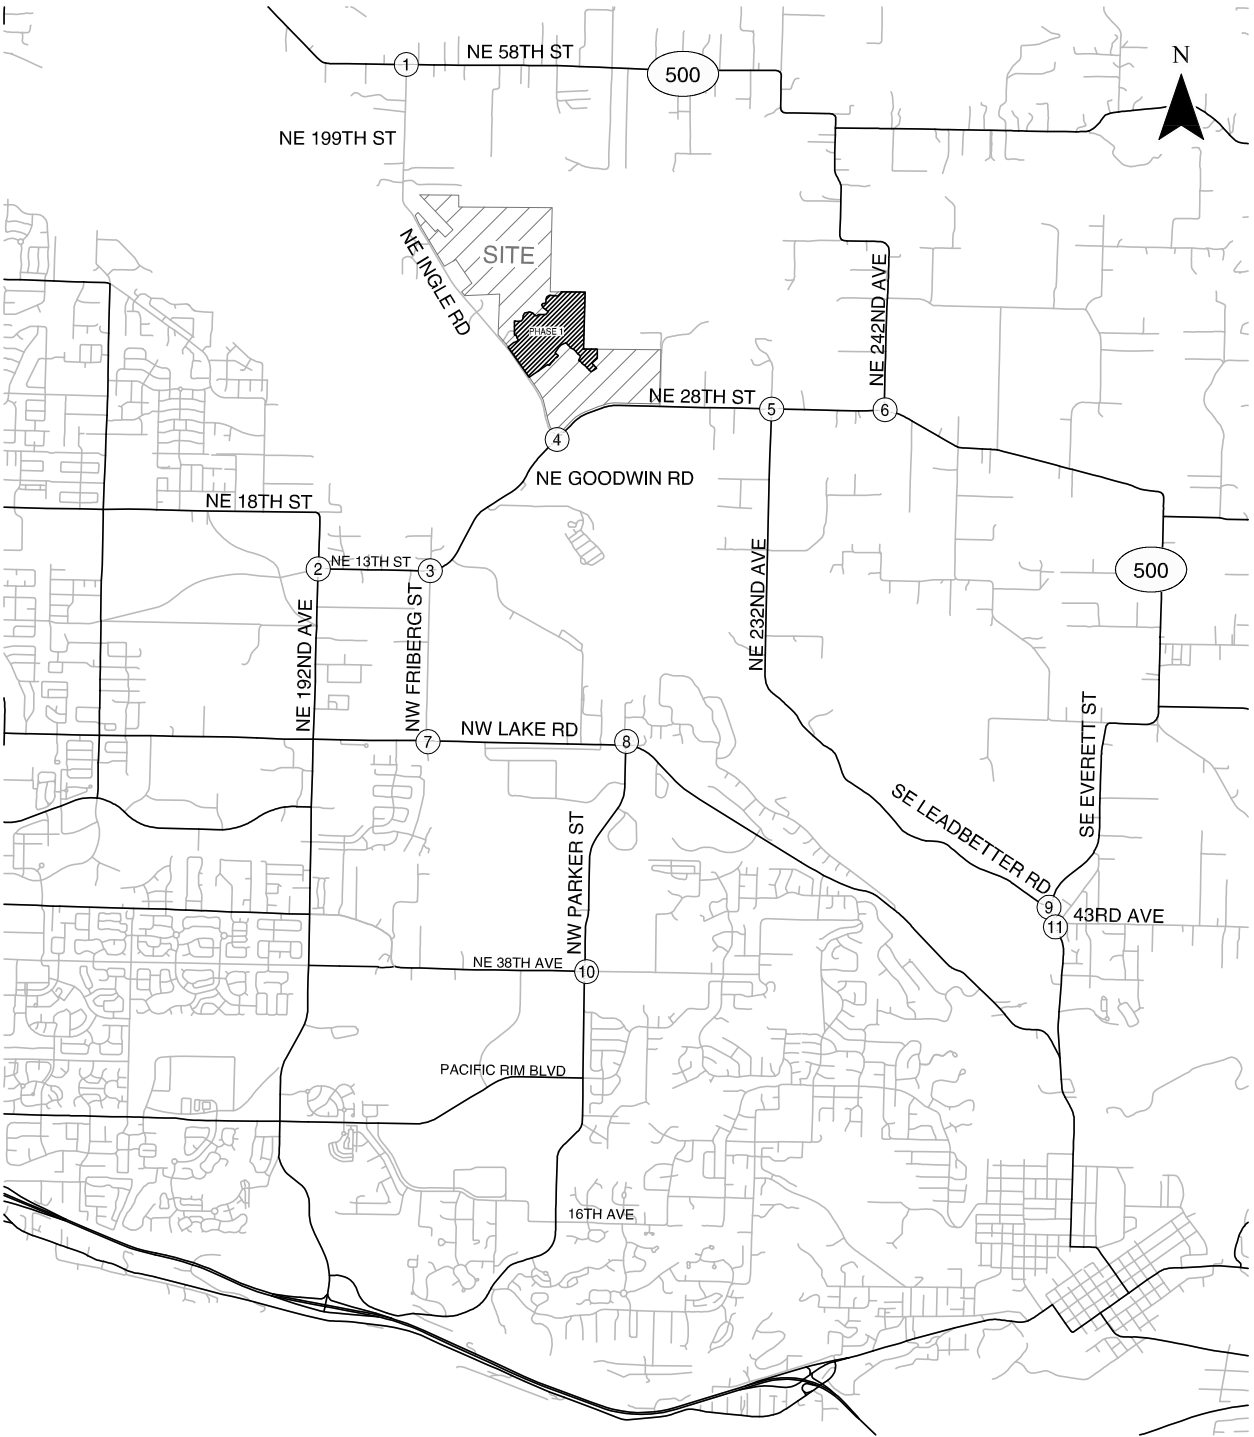 NE 58TH ST
1
500
N
NE 199TH ST
SITE
NE INGLE RD
NE 242ND AVE
PHASE 1
NE 28TH ST
5
6
4
NE GOODWIN RD
NE 18TH ST
NE 13TH ST
2
3
500
NE 232ND AVE
NW FRIBERG ST
NE 192ND AVE
NW LAKE RD
7
8
SE EVERETT ST
SE LEADBETTER RD
NW PARKER ST
9
43RD AVE
11
NE 38TH AVE
10
PACIFIC RIM BLVD
16TH AVE